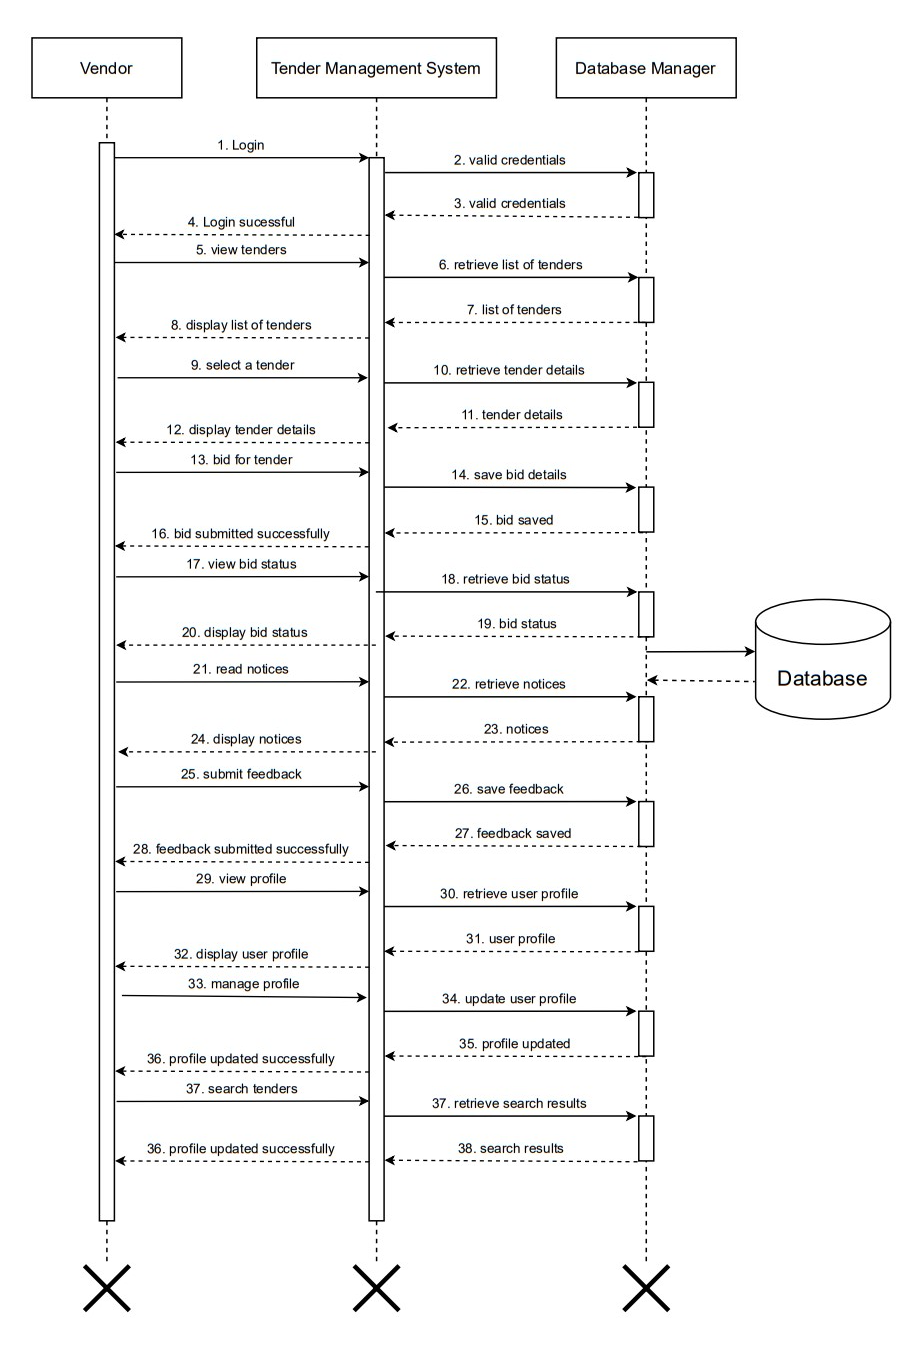 Vendor
Tender Management System
Database Manager
1. Login
2. valid credentials
3. valid credentials
4. Login sucessful
5. view tenders
6. retrieve list of tenders
7. list of tenders
8. display list of tenders
9. select a tender
10. retrieve tender details
11. tender details
12. display tender details
13. bid for tender
14. save bid details
15. bid saved
16. bid submitted successfully
17. view bid status
18. retrieve bid status
19. bid status
20. display bid status
Database
21. read notices
22. retrieve notices
23. notices
24. display notices
25. submit feedback
26. save feedback
27. feedback saved
28. feedback submitted successfully
29. view profile
30. retrieve user profile
31. user profile
32. display user profile
33. manage profile
34. update user profile
35. profile updated
36. profile updated successfully
37. search tenders
37. retrieve search results
38. search results
36. profile updated successfully